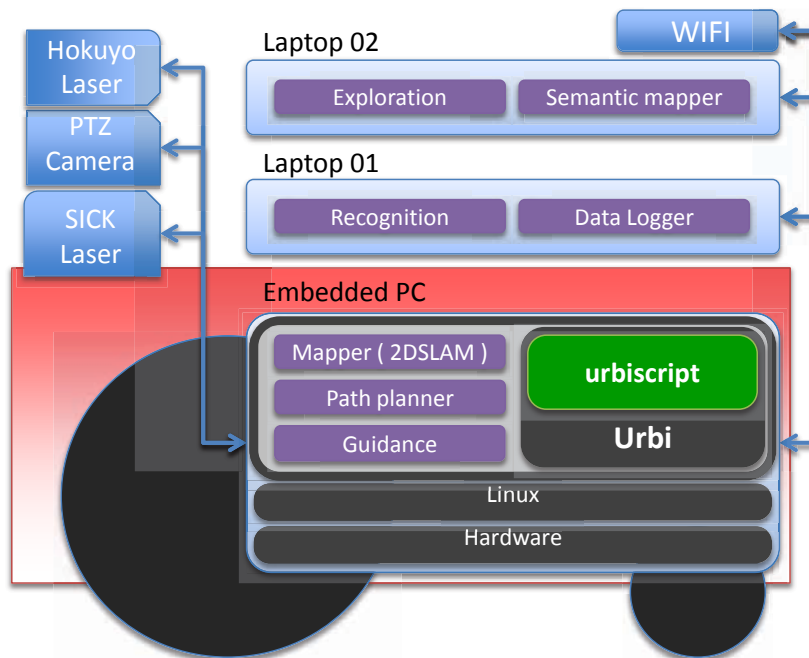 Hokuyo
Laser
PTZ
Camera
SICK
Laser
WIFI
Laptop 02
Exploration
Semantic mapper
Laptop 01
Recognition
Data Logger
Embedded PC
Mapper ( 2DSLAM )
Path planner
Guidance
urbiscript
Urbi
Linux
Hardware